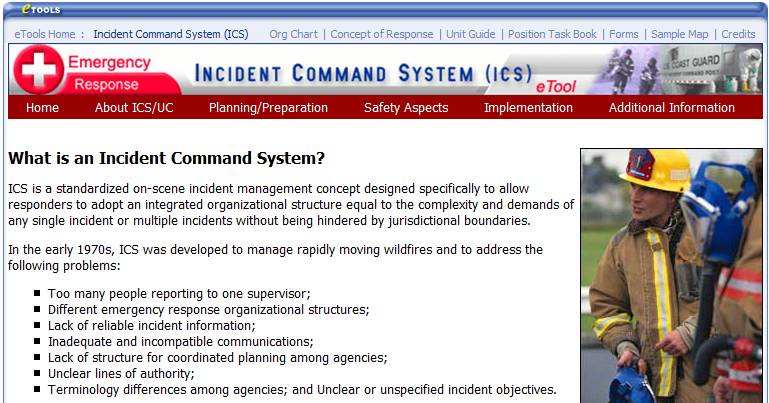 eTOOLS
eTools Home : Incident Command System (ICS) Org Chart | Concept of Response | Unit Guide | Position Task Book | Forms | Sample Map | Credits
Emergency
Response
INCIDENT COMMAND SYSTEM (ICS)
eTool
COAST GUARD
COMMAND POST
Home About ICS/UC Planning/Preparation Safety Aspects Implementation Additional Information
What is an Incident Command System?
ICS is a standardized on-scene incident management concept designed specifically to allow
responders to adopt an integrated organizational structure equal to the complexity and demands of
any single incident or multiple incidents without being hindered by jurisdictional boundaries.
In the early 1970s, ICS was developed to manage rapidly moving wildfires and to address the
following problems:
Too many people reporting to one supervisor;
Different emergency response organizational structures;
Lack of reliable incident information;
Inadequate and incompatible communications;
Lack of structure for coordinated planning among agencies;
Unclear lines of authority;
Terminology differences among agencies; and Unclear or unspecified incident objectives.